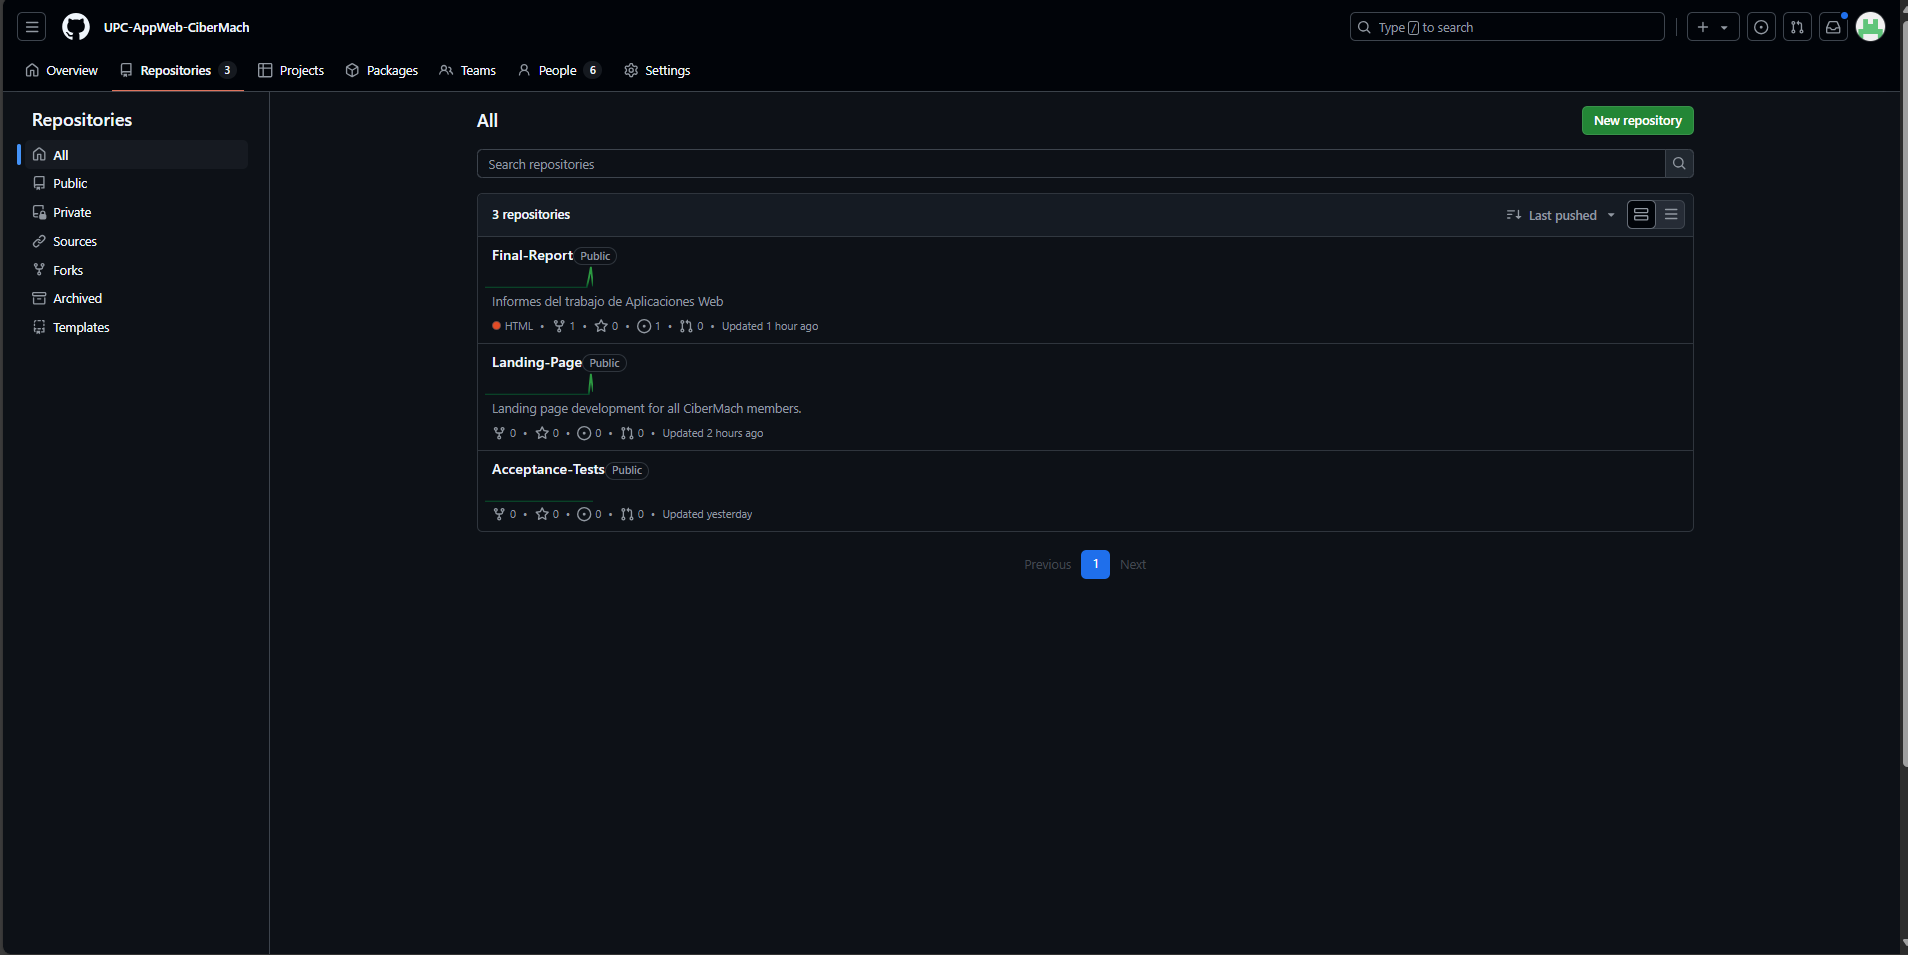 UPC-AppWeb-CiberMach
Type / to search
Overview
Repositories 3
Projects
Packages
Teams
People 6
Settings
Repositories
All
Public
Private
Sources
Forks
Archived
Templates
All
New repository
Search repositories
3 repositories
Last pushed
Final-Report Public
Informes del trabajo de Aplicaciones Web
HTML • 1 • 0 • 1 • 0 • Updated 1 hour ago
Landing-Page Public
Landing page development for all CiberMach members.
0 • 0 • 0 • 0 • Updated 2 hours ago
Acceptance-Tests Public
0 • 0 • 0 • 0 • Updated yesterday
Previous 1 Next